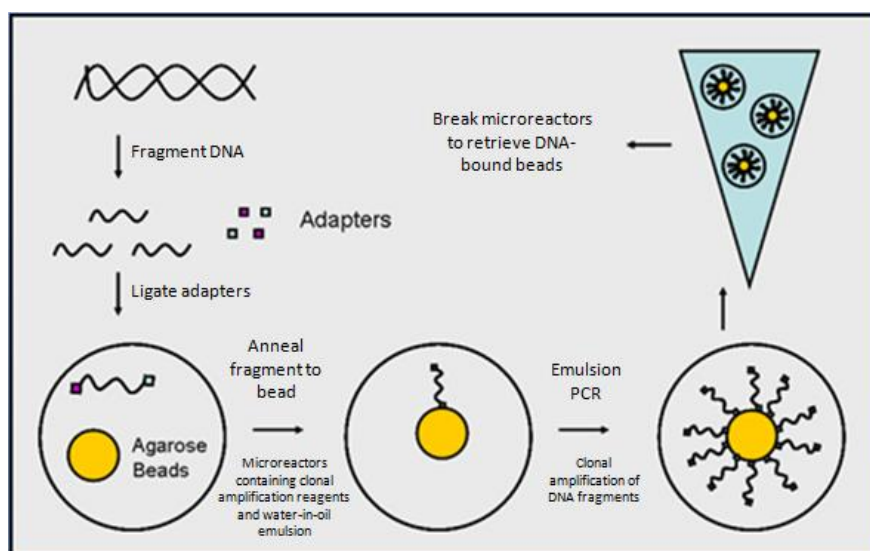 Fragment DNA
Adapters
Ligate adapters
Agarose
Beads
Anneal
fragment to
bead
Microreactors
containing clonal
amplification reagents
and water-in-oil
emulsion
Emulsion
PCR
Clonal
amplification of
DNA fragments
Break microreactors
to retrieve DNA-
bound beads